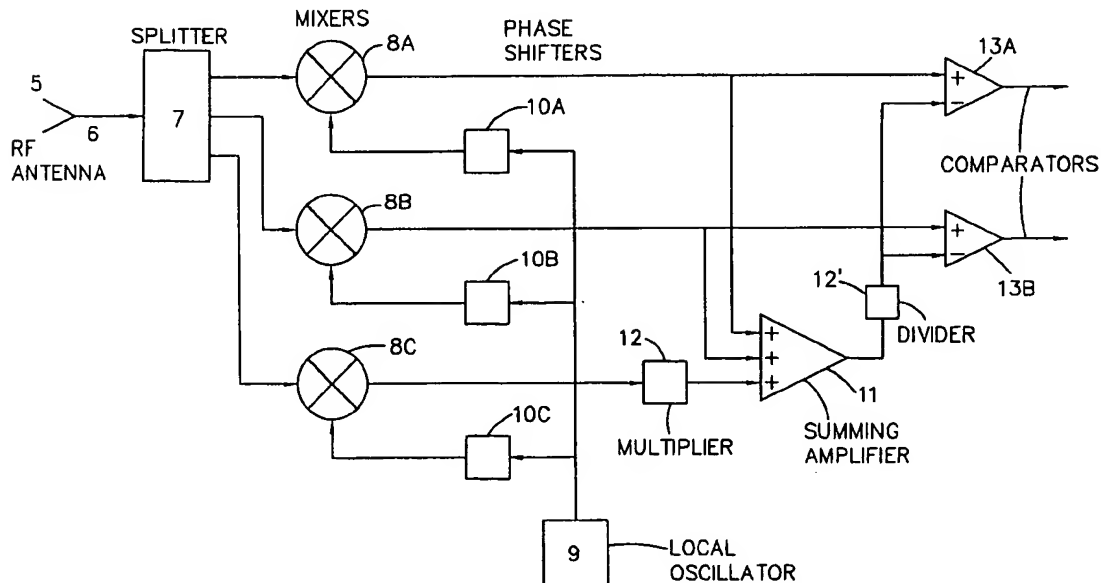 MIXERS
8A
SPLITTER
PHASE
SHIFTERS
13A
+
−
5
6
7
RF
ANTENNA
10A
COMPARATORS
8B
+
−
13B
10B
12'
DIVIDER
8C
12
+
+
+
11
MULTIPLIER
SUMMING
AMPLIFIER
10C
9
LOCAL
OSCILLATOR